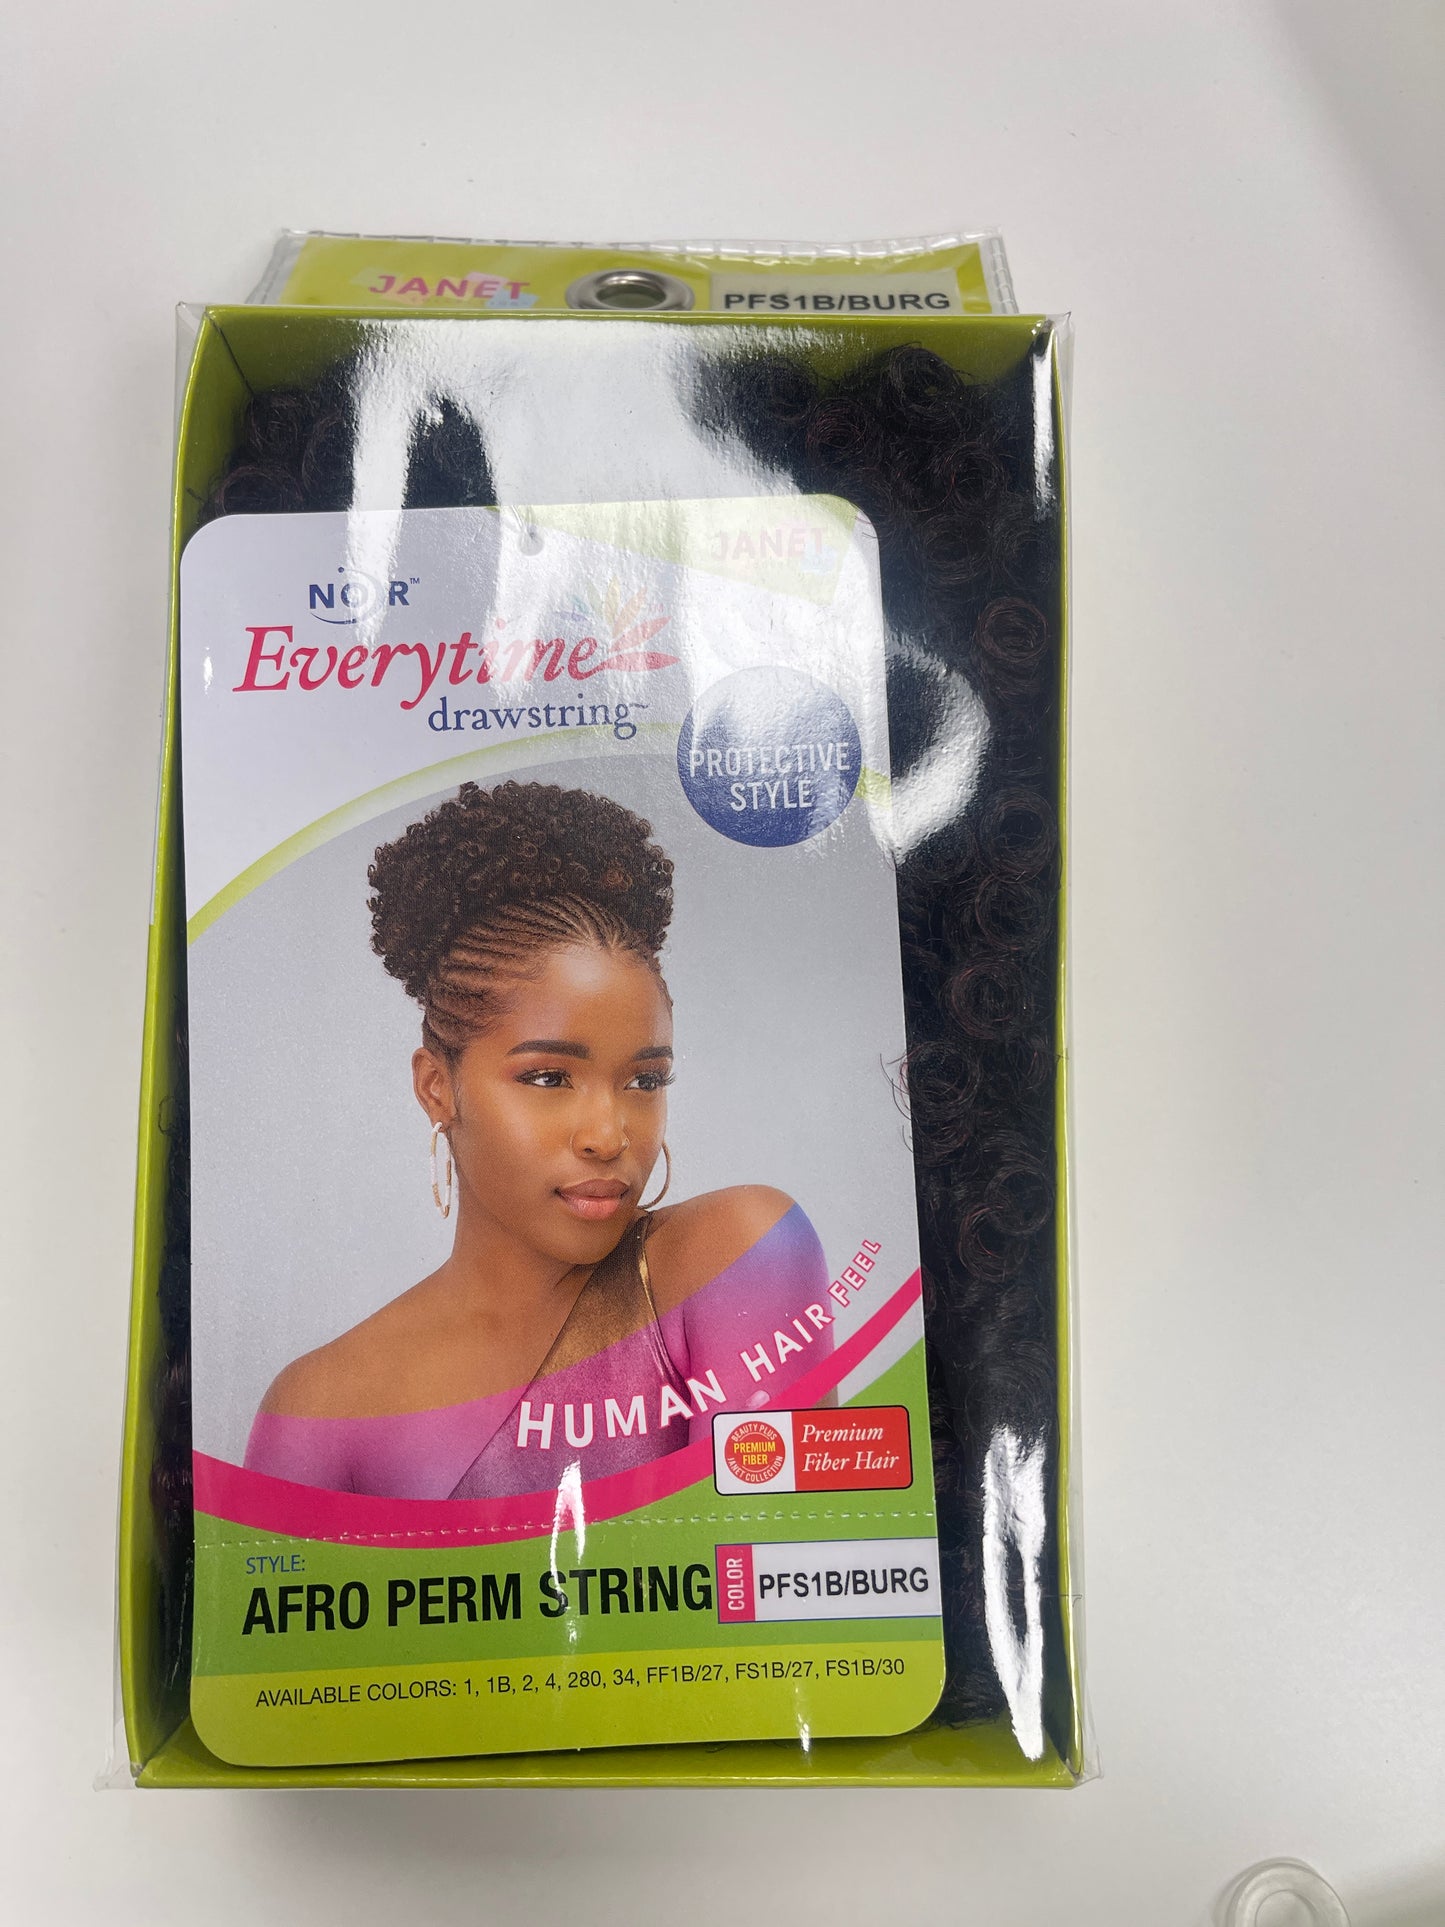 JANET
PFS1B/BURG
JANET
NOIR™
Everytime
drawstring™
PROTECTIVE
STYLE
HUMAN HAIR FEEL
BEAUTY PLUS
PREMIUM
FIBER
JANET COLLECTION
Premium
Fiber Hair
STYLE:
AFRO PERM STRING
COLOR
PFS1B/BURG
AVAILABLE COLORS: 1, 1B, 2, 4, 280, 34, FF1B/27, FS1B/27, FS1B/30